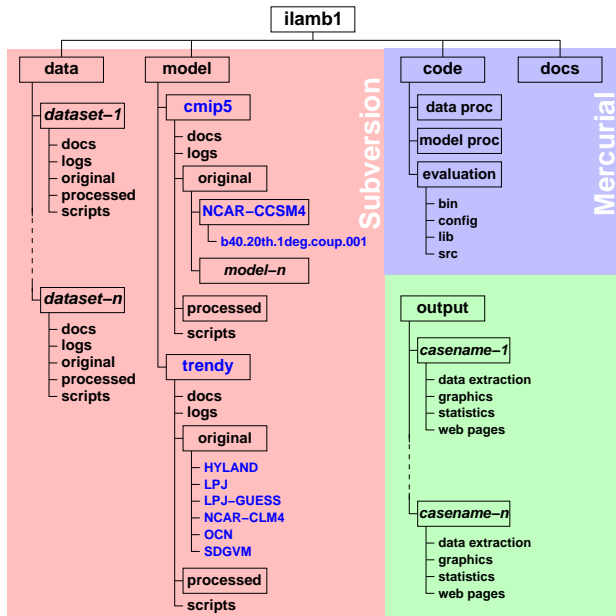 ilamb1
data
model
code
docs
Subversion
Mercurial
dataset–1
docs
logs
original
processed
scripts
dataset–n
docs
logs
original
processed
scripts
cmip5
docs
logs
original
NCAR–CCSM4
b40.20th.1deg.coup.001
model–n
processed
scripts
trendy
docs
logs
original
HYLAND
LPJ
LPJ–GUESS
NCAR–CLM4
OCN
SDGVM
processed
scripts
data proc
model proc
evaluation
bin
config
lib
src
output
casename–1
data extraction
graphics
statistics
web pages
casename–n
data extraction
graphics
statistics
web pages